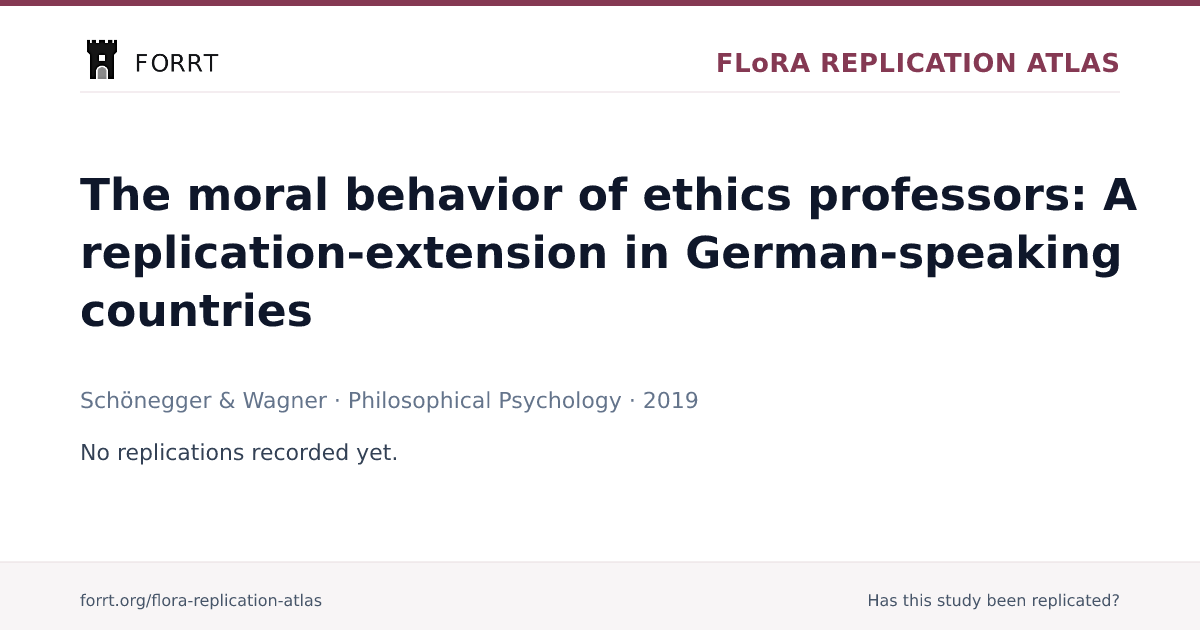 FORRT
FLoRA REPLICATION ATLAS
The moral behavior of ethics professors: A
replication-extension in German-speaking
countries
Schönegger & Wagner · Philosophical Psychology · 2019
No replications recorded yet.
forrt.org/flora-replication-atlas
Has this study been replicated?